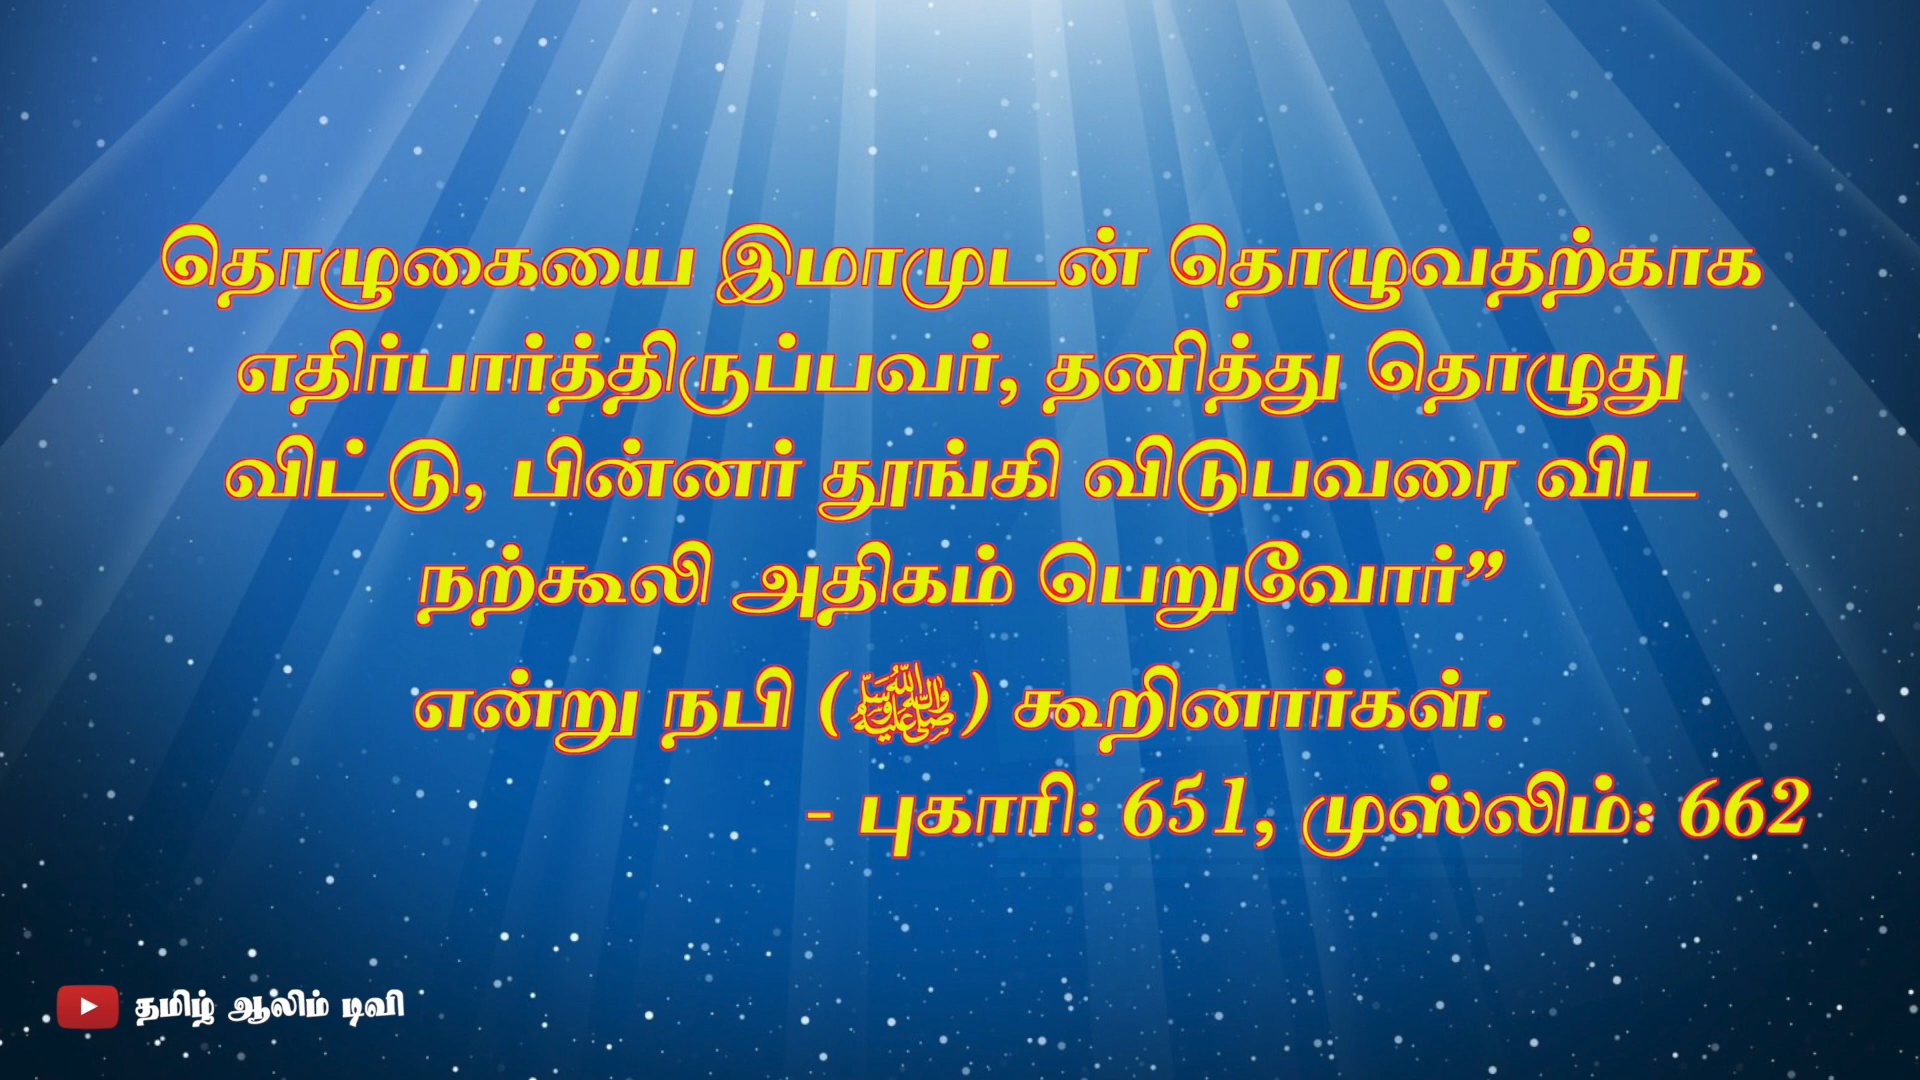 தொழுகையை இமாமுடன் தொழுவதற்காக
எதிர்பார்த்திருப்பவர், தனித்து தொழுது
விட்டு, பின்னர் தூங்கி விடுபவரை விட
நற்கூலி அதிகம் பெறுவோர்”
என்று நபி (ﷺ) கூறினார்கள்.
- புகாரி: 651, முஸ்லிம்: 662
தமிழ் ஆலிம் டிவி